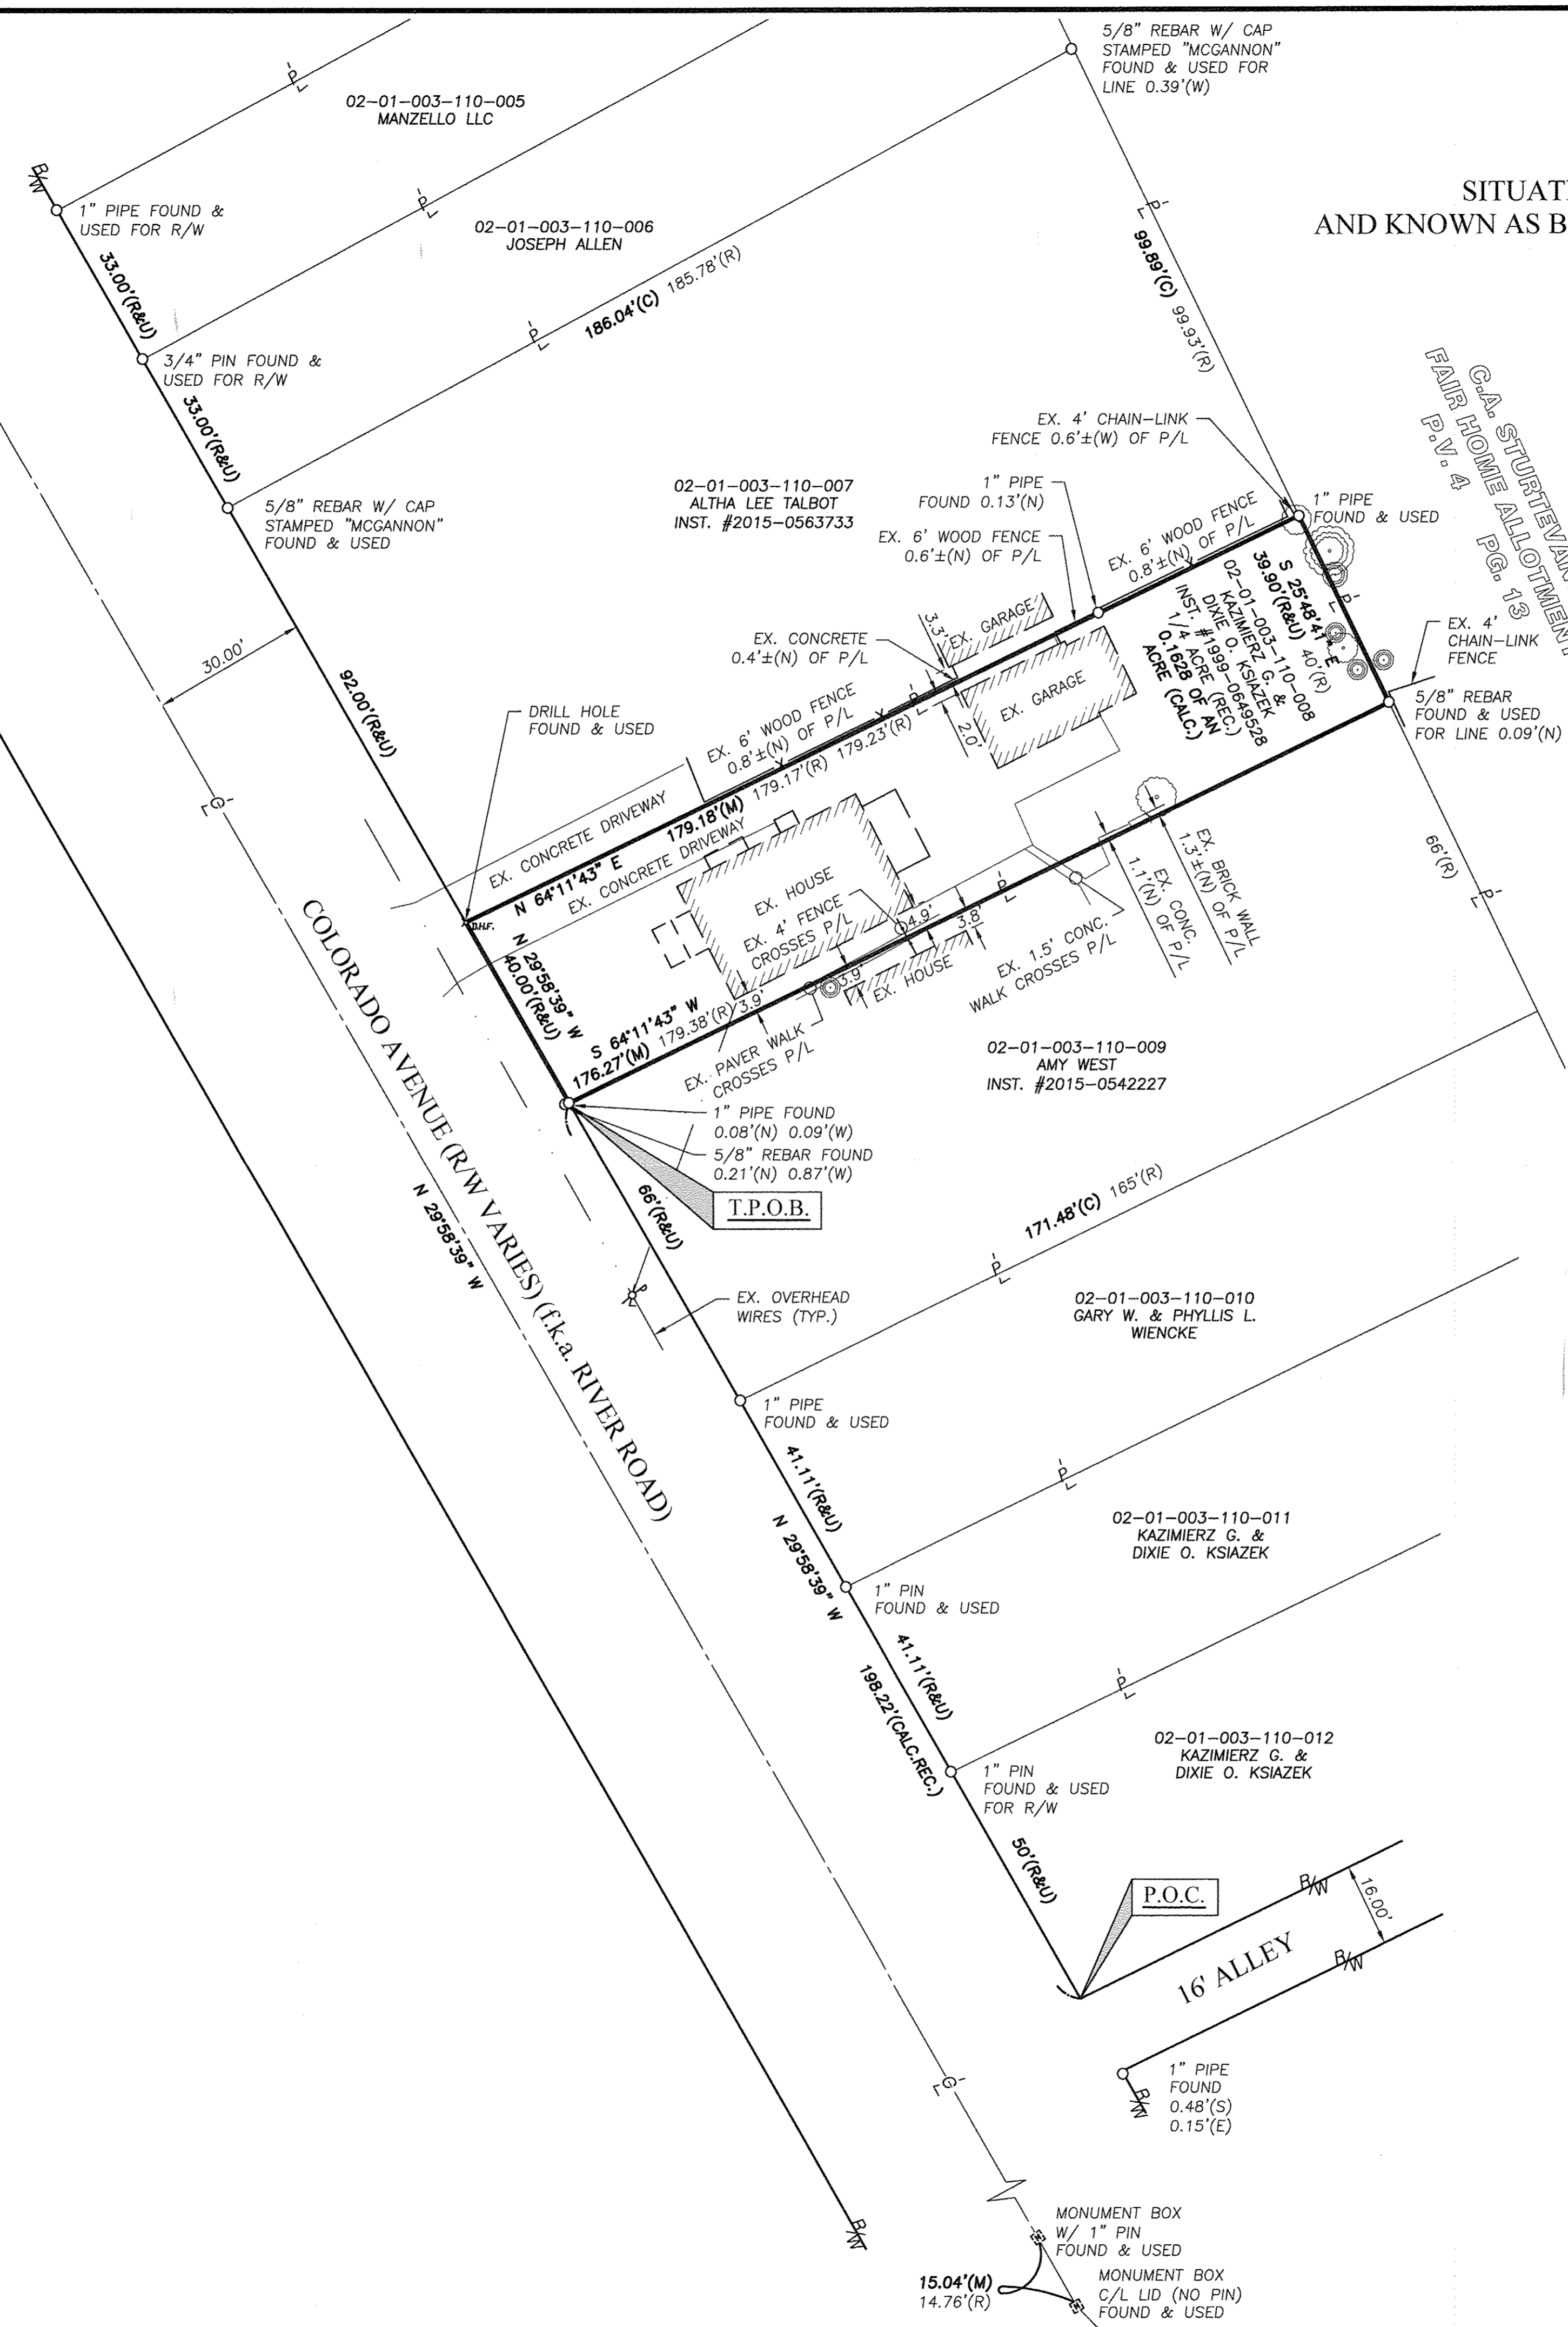 5/8" REBAR W/ CAP
STAMPED "MCGANNON"
FOUND & USED FOR
LINE 0.39'(W)
02-01-003-110-005
MANZELLO LLC
SITUAT
AND KNOWN AS B
R/W
1" PIPE FOUND &
USED FOR R/W
02-01-003-110-006
JOSEPH ALLEN
33.00'(R&U)
186.04'(C) 185.78'(R)
99.89'(C) 99.93'(R)
3/4" PIN FOUND &
USED FOR R/W
33.00'(R&U)
C.A. STURTEVAN
FAIR HOME ALLOTMENT
P.V. 4 PG. 13
EX. 4' CHAIN-LINK
FENCE 0.6'±(W) OF P/L
02-01-003-110-007
ALTHA LEE TALBOT
INST. #2015-0563733
1" PIPE
FOUND 0.13'(N)
1" PIPE
FOUND & USED
5/8" REBAR W/ CAP
STAMPED "MCGANNON"
FOUND & USED
EX. 6' WOOD FENCE
0.6'±(N) OF P/L
EX. 6' WOOD FENCE
0.8'±(N) OF P/L
S 25°48'41" E
39.90'(R&U) 40'(R)
02-01-003-110-008
KAZIMIERZ G. &
DIXIE O. KSIAZEK
INST. #1999-0649528
1/4 ACRE (REC.)
0.1628 OF AN
ACRE (CALC.)
EX. 4'
CHAIN-LINK
FENCE
30.00'
92.00'(R&U)
3.3'
EX. GARAGE
EX. CONCRETE
0.4'±(N) OF P/L
EX. GARAGE
2.0'
5/8" REBAR
FOUND & USED
FOR LINE 0.09'(N)
DRILL HOLE
FOUND & USED
EX. 6' WOOD FENCE
0.8'±(N) OF P/L
179.18'(M) 179.17'(R) 179.23'(R)
EX. CONCRETE DRIVEWAY
N 64°11'43" E
EX. CONCRETE DRIVEWAY
D.H.F.
EX. HOUSE
EX. 4' FENCE
CROSSES P/L
4.9'
3.8'
EX. BRICK WALL
1.3'±(N) OF P/L
EX. CONC.
1.1'(N) OF P/L
66'(R)
N 29°58'39" W
40.00'(R&U)
3.9'
EX. HOUSE
EX. 1.5' CONC.
WALK CROSSES P/L
S 64°11'43" W
176.27'(M) 179.38'(R)
3.9'
EX. PAVER WALK
CROSSES P/L
02-01-003-110-009
AMY WEST
INST. #2015-0542227
1" PIPE FOUND
0.08'(N) 0.09'(W)
5/8" REBAR FOUND
0.21'(N) 0.87'(W)
T.P.O.B.
COLORADO AVENUE (R/W VARIES) (f.k.a. RIVER ROAD)
N 29°58'39" W
66'(R&U)
171.48'(C) 165'(R)
EX. OVERHEAD
WIRES (TYP.)
02-01-003-110-010
GARY W. & PHYLLIS L.
WIENCKE
1" PIPE
FOUND & USED
41.11'(R&U)
N 29°58'39" W
02-01-003-110-011
KAZIMIERZ G. &
DIXIE O. KSIAZEK
1" PIN
FOUND & USED
41.11'(R&U)
198.22'(CALC.REC.)
02-01-003-110-012
KAZIMIERZ G. &
DIXIE O. KSIAZEK
1" PIN
FOUND & USED
FOR R/W
50'(R&U)
P.O.C.
R/W
16.00'
16' ALLEY
R/W
1" PIPE
FOUND
0.48'(S)
0.15'(E)
R/W
R/W
MONUMENT BOX
W/ 1" PIN
FOUND & USED
15.04'(M)
14.76'(R)
MONUMENT BOX
C/L LID (NO PIN)
FOUND & USED